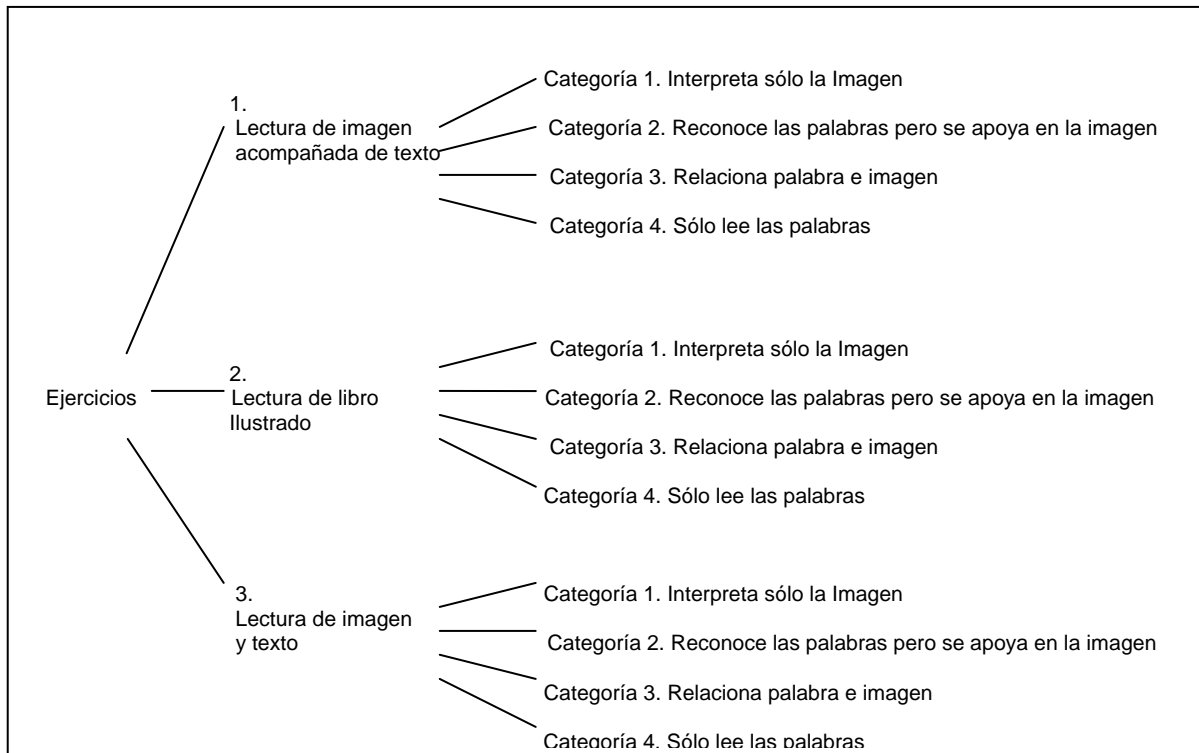 1.
Lectura de imagen
acompañada de texto
Categoría 1. Interpreta sólo la Imagen
Categoría 2. Reconoce las palabras pero se apoya en la imagen
Categoría 3. Relaciona palabra e imagen
Categoría 4. Sólo lee las palabras
Ejercicios
2.
Lectura de libro
Ilustrado
Categoría 1. Interpreta sólo la Imagen
Categoría 2. Reconoce las palabras pero se apoya en la imagen
Categoría 3. Relaciona palabra e imagen
Categoría 4. Sólo lee las palabras
3.
Lectura de imagen
y texto
Categoría 1. Interpreta sólo la Imagen
Categoría 2. Reconoce las palabras pero se apoya en la imagen
Categoría 3. Relaciona palabra e imagen
Categoría 4. Sólo lee las palabras